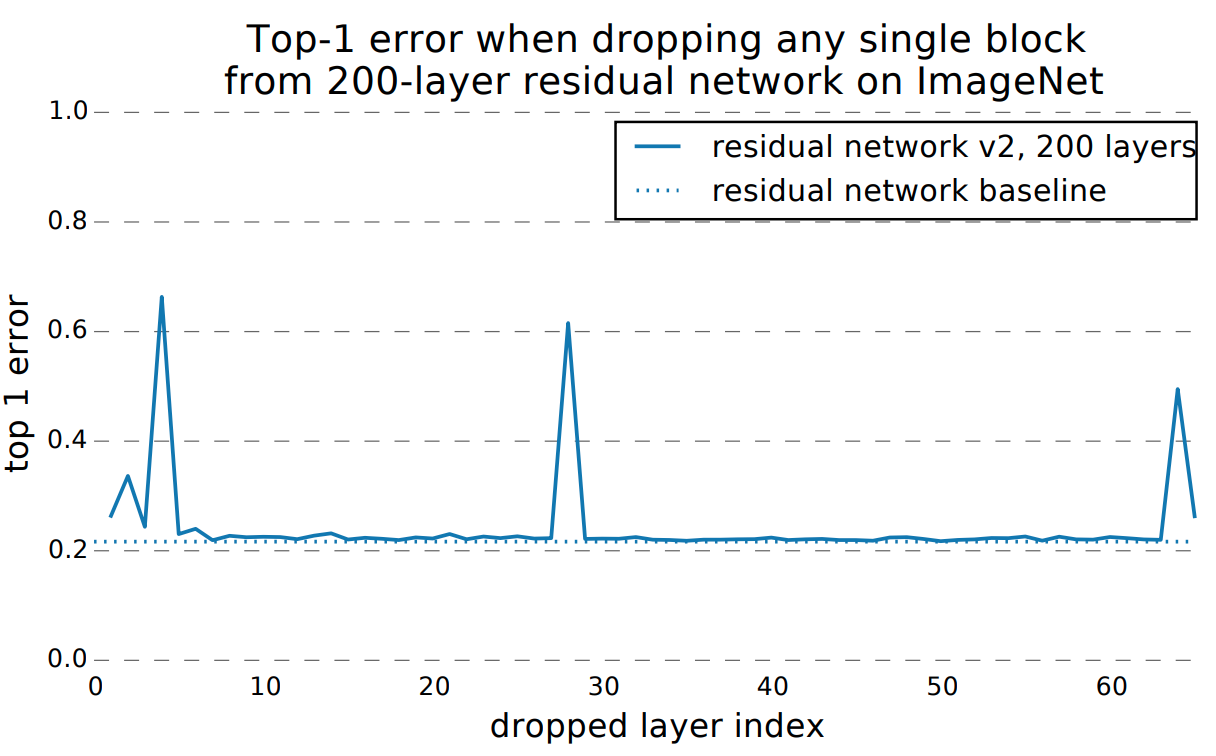 Top-1 error when dropping any single block
from 200-layer residual network on ImageNet
1.0
residual network v2, 200 layers
residual network baseline
0.8
0.6
0.4
0.2
0.0
top 1 error
0 10 20 30 40 50 60
dropped layer index